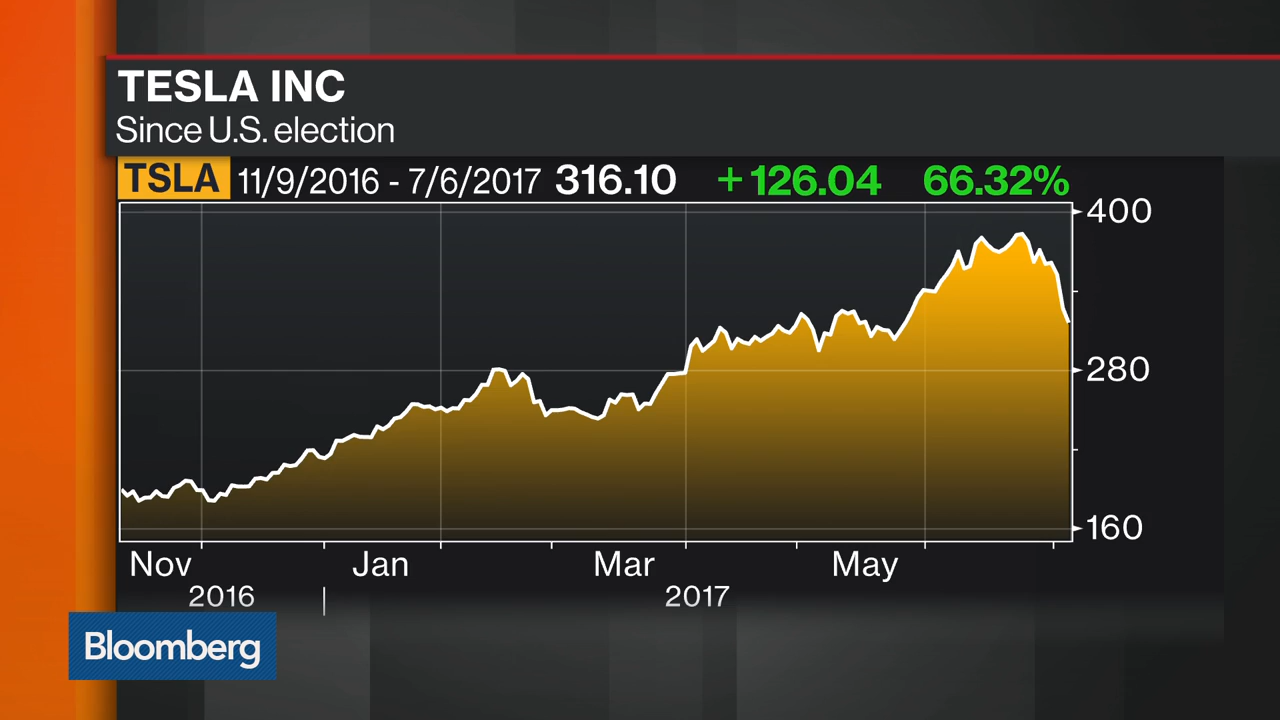 TESLA INC
Since U.S. election
TSLA 11/9/2016 - 7/6/2017 316.10 +126.04 66.32%
400
280
160
Nov Jan Mar May
2016 2017
Bloomberg